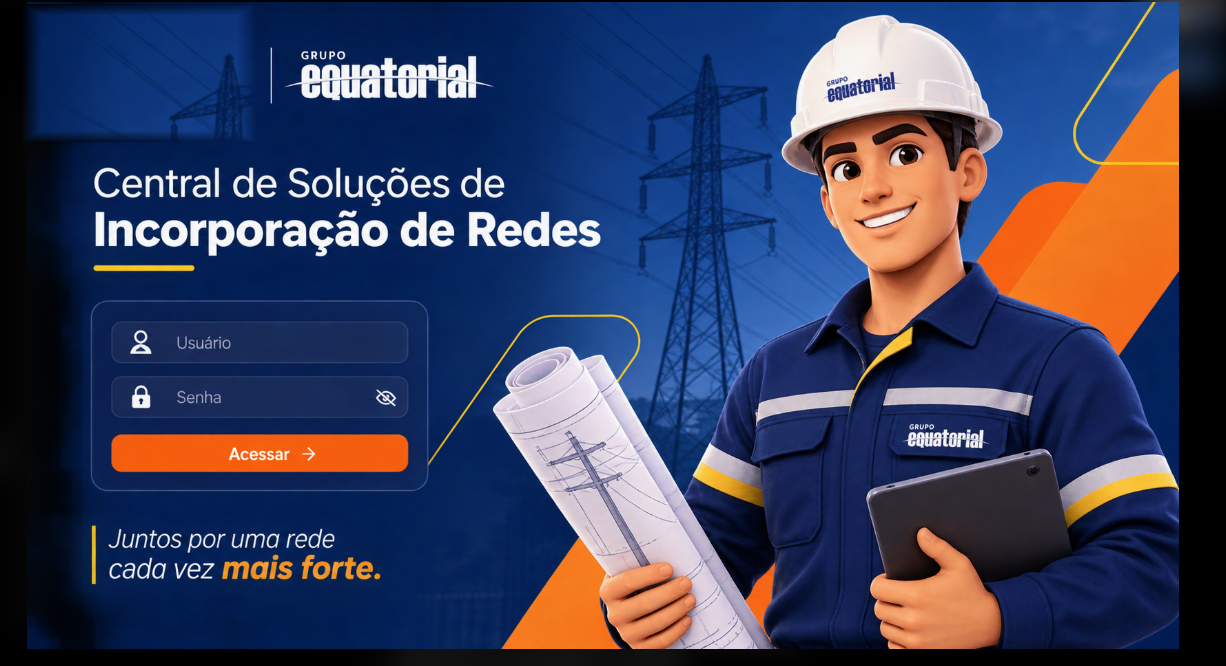 GRUPO
equatorial
Central de Soluções de
Incorporação de Redes
Usuário
Senha
Acessar →
Juntos por uma rede
cada vez mais forte.
GRUPO
equatorial
GRUPO
equatorial